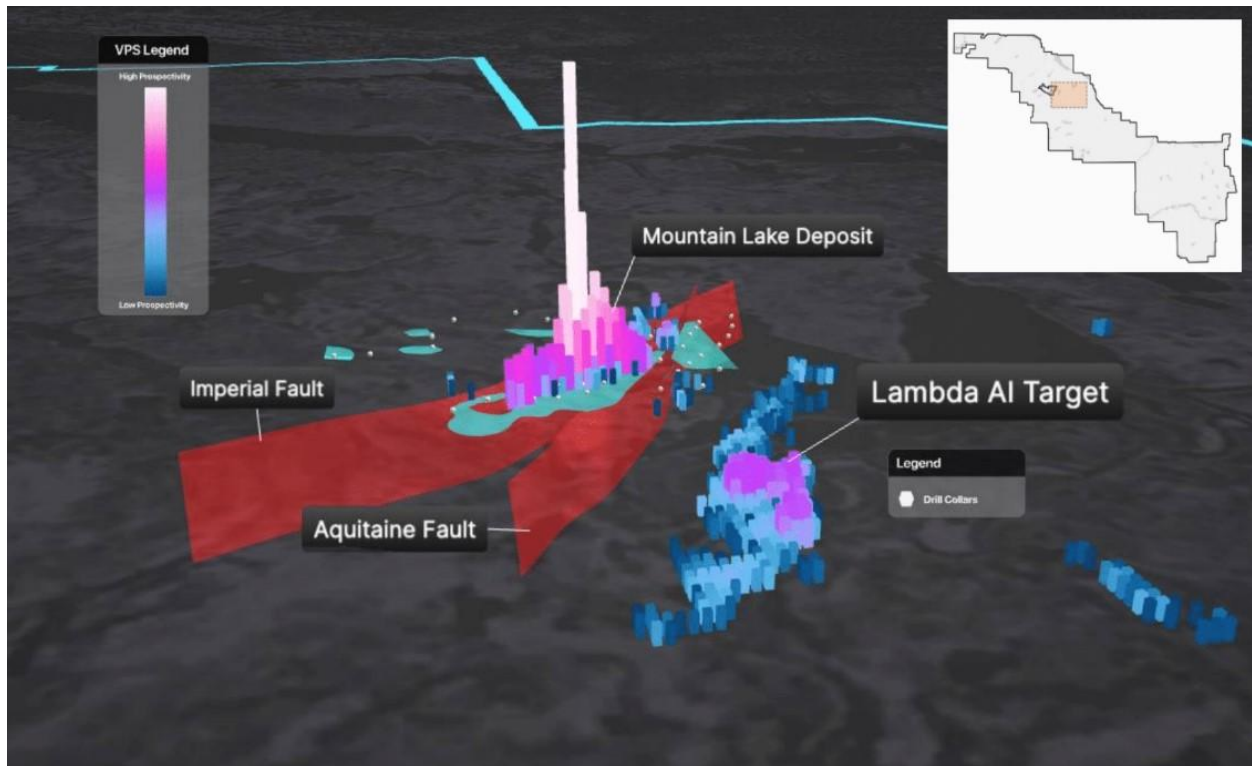 VPS Legend
High Prospectivity
Low Prospectivity
Mountain Lake Deposit
Imperial Fault
Lambda AI Target
Legend
Drill Collars
Aquitaine Fault